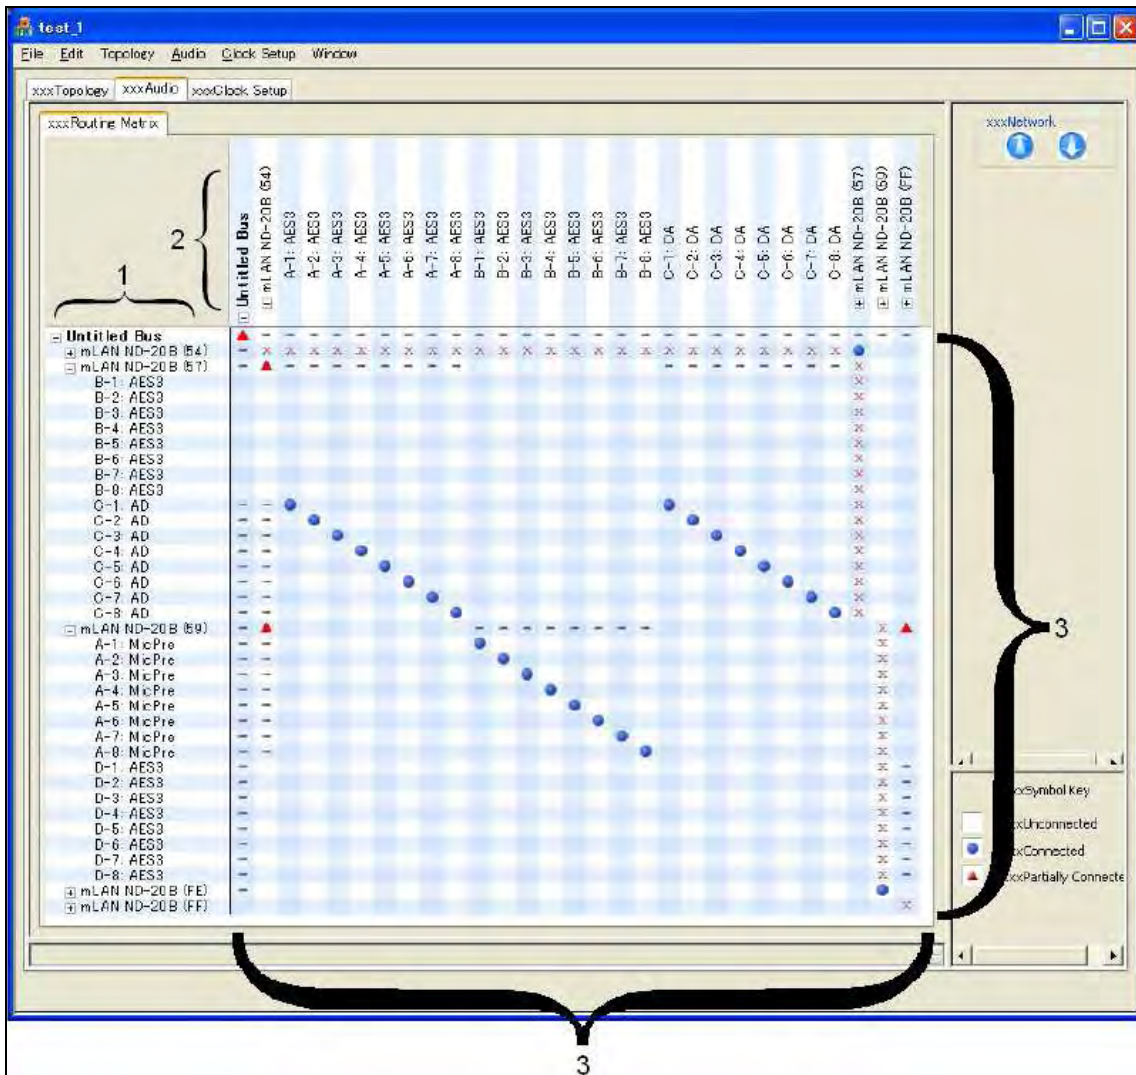 test_1
File Edit Topology Audio Clock Setup Window
xxxTopology xxxAudio xxxClock Setup
xxxRouting Matrix
xxxNetwork
2
1
Untitled Bus
mLAN ND-20B (54)
A-1: AES3
A-2: AES3
A-3: AES3
A-4: AES3
A-5: AES3
A-6: AES3
A-7: AES3
A-8: AES3
B-1: AES3
B-2: AES3
B-3: AES3
B-4: AES3
B-5: AES3
B-6: AES3
B-7: AES3
B-8: AES3
C-1: DA
C-2: DA
C-3: DA
C-4: DA
C-5: DA
C-6: DA
C-7: DA
C-8: DA
mLAN ND-20B (57)
mLAN ND-20B (59)
mLAN ND-20B (FF)
Untitled Bus
mLAN ND-20B (54)
mLAN ND-20B (57)
B-1: AES3
B-2: AES3
B-3: AES3
B-4: AES3
B-5: AES3
B-6: AES3
B-7: AES3
B-8: AES3
C-1: AD
C-2: AD
C-3: AD
C-4: AD
C-5: AD
C-6: AD
C-7: AD
C-8: AD
mLAN ND-20B (59)
A-1: MicPre
A-2: MicPre
A-3: MicPre
A-4: MicPre
A-5: MicPre
A-6: MicPre
A-7: MicPre
A-8: MicPre
D-1: AES3
D-2: AES3
D-3: AES3
D-4: AES3
D-5: AES3
D-6: AES3
D-7: AES3
D-8: AES3
mLAN ND-20B (FE)
mLAN ND-20B (FF)
3
xxSymbol Key
xxUnconnected
xxConnected
xxxPartially Connecte
3